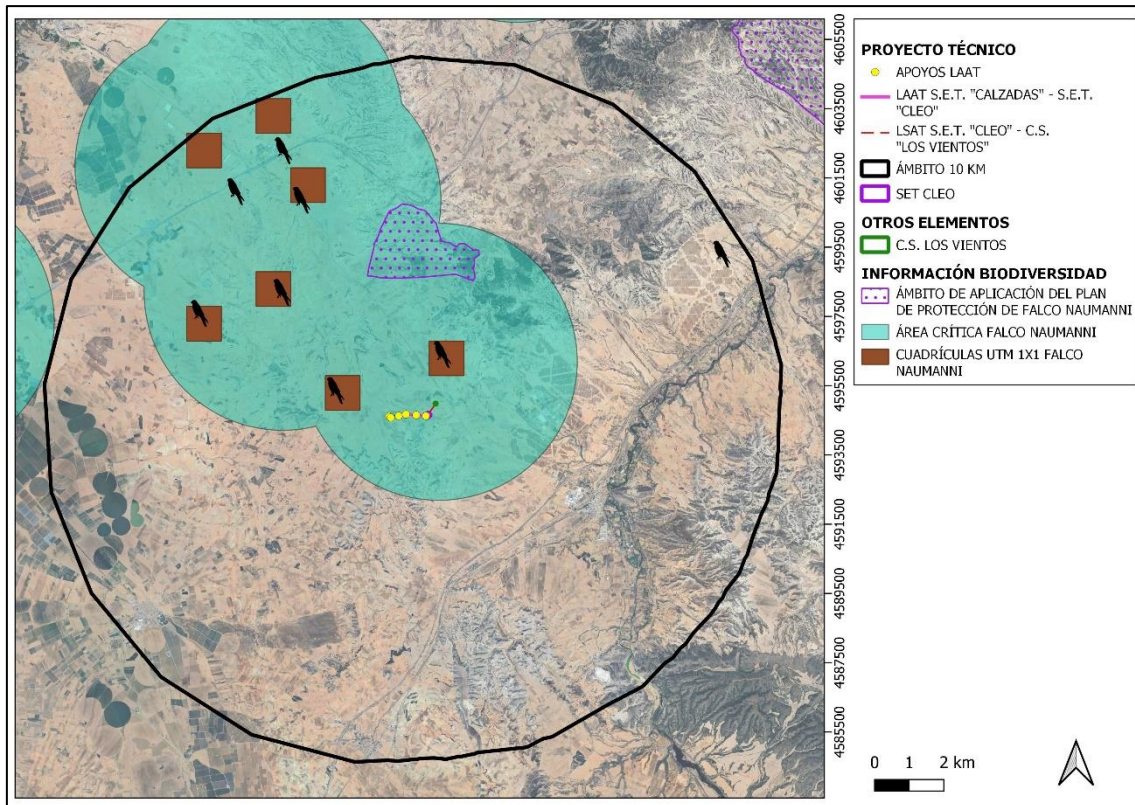 4605500
4603500
4601500
4599500
4597500
4595500
4593500
4591500
4589500
4587500
4585500
PROYECTO TÉCNICO
APOYOS LAAT
LAAT S.E.T. "CALZADAS" - S.E.T.
"CLEO"
LSAT S.E.T. "CLEO" - C.S.
"LOS VIENTOS"
ÁMBITO 10 KM
SET CLEO
OTROS ELEMENTOS
C.S. LOS VIENTOS
INFORMACIÓN BIODIVERSIDAD
ÁMBITO DE APLICACIÓN DEL PLAN
DE PROTECCIÓN DE FALCO NAUMANNI
ÁREA CRÍTICA FALCO NAUMANNI
CUADRÍCULAS UTM 1X1 FALCO
NAUMANNI
0 1 2 km